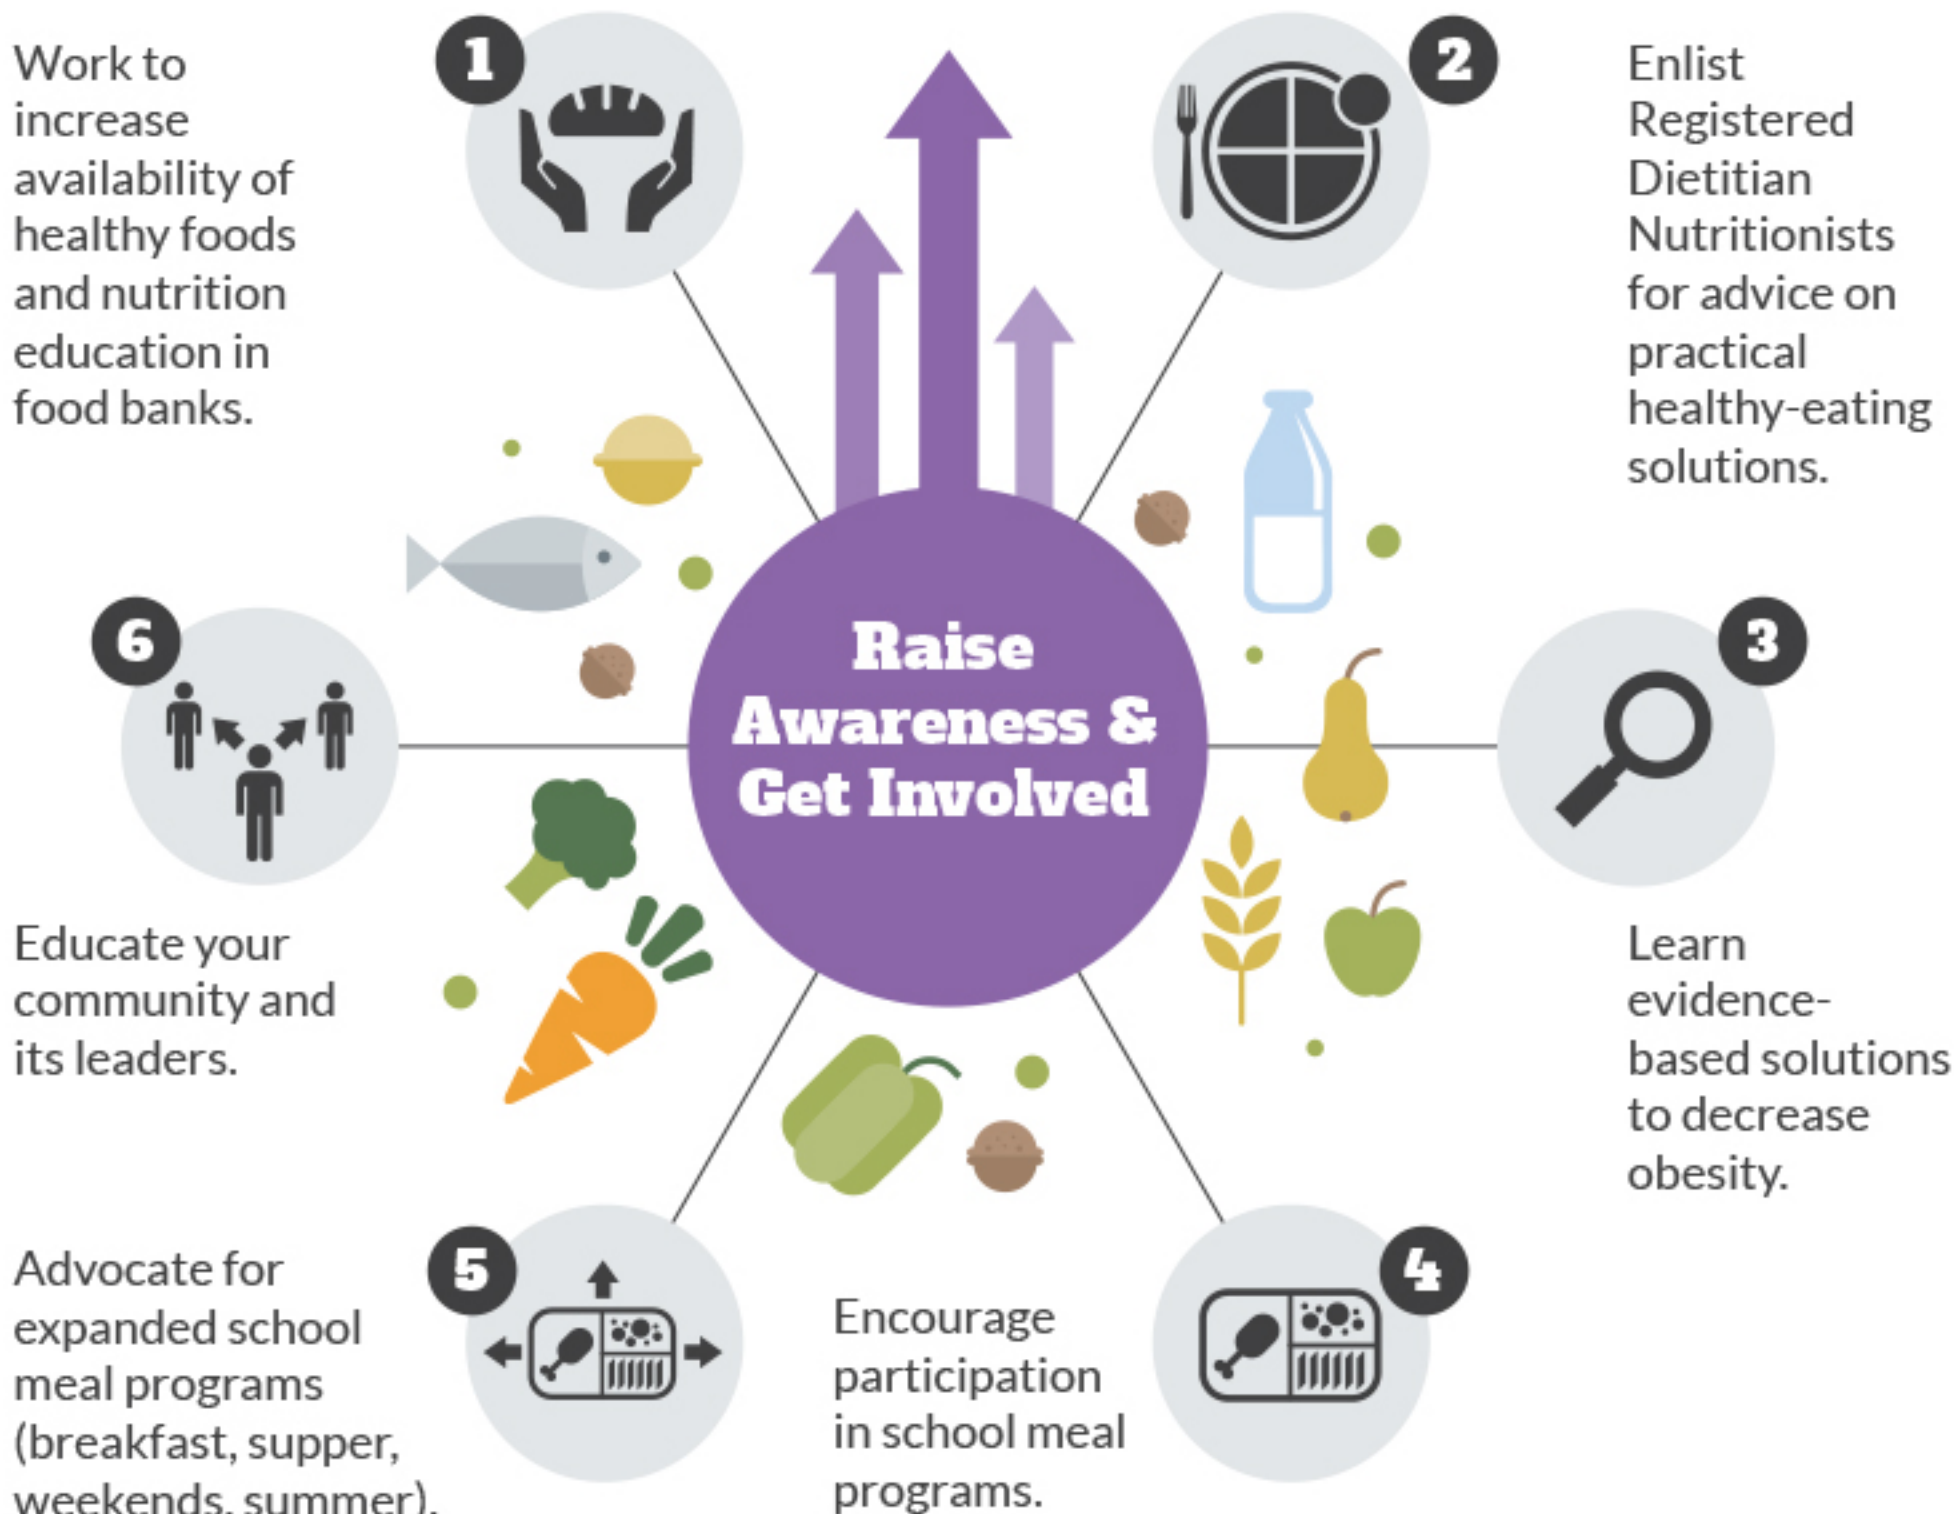 1
Work to
increase
availability of
healthy foods
and nutrition
education in
food banks.
2
Enlist
Registered
Dietitian
Nutritionists
for advice on
practical
healthy-eating
solutions.
Raise
Awareness &
Get Involved
3
Learn
evidence-
based solutions
to decrease
obesity.
4
Encourage
participation
in school meal
programs.
5
Advocate for
expanded school
meal programs
(breakfast, supper,
weekends, summer).
6
Educate your
community and
its leaders.